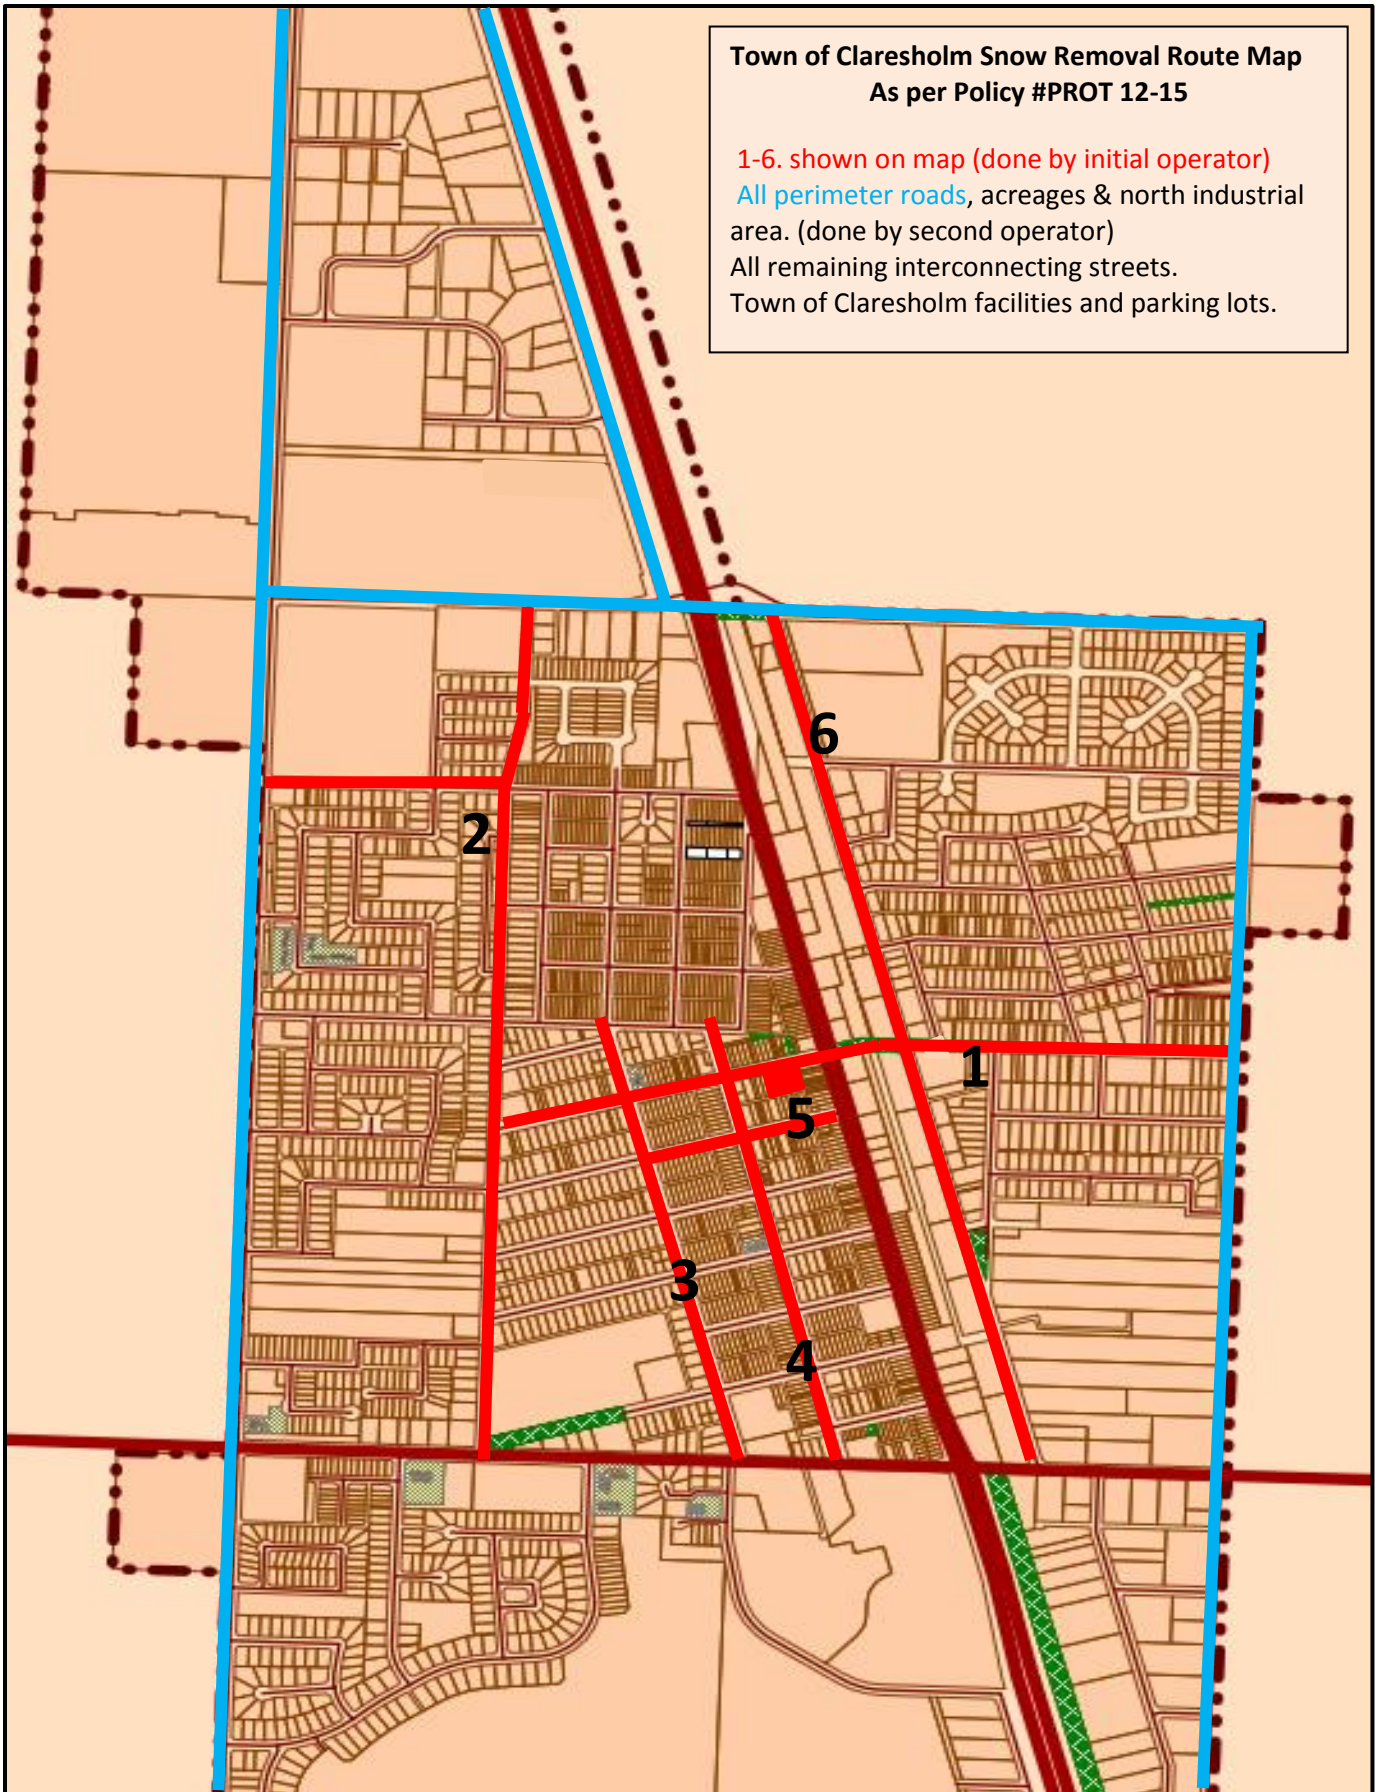 Town of Claresholm Snow Removal Route Map
As per Policy #PROT 12-15
1-6. shown on map (done by initial operator)
All perimeter roads, acreages & north industrial
area. (done by second operator)
All remaining interconnecting streets.
Town of Claresholm facilities and parking lots.
6
2
1
5
3
4